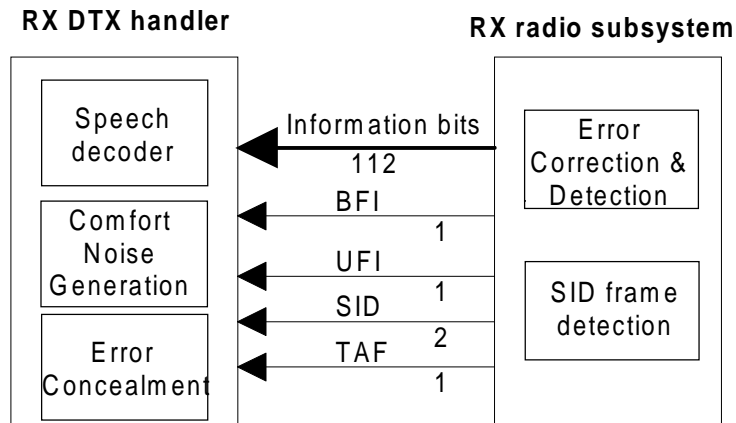 RX DTX handler
RX radio subsystem
Speech
decoder
Comfort
Noise
Generation
Error
Concealment
Information bits
112
BFI
1
UFI
1
SID
2
TAF
1
Error
Correction &
Detection
SID frame
detection